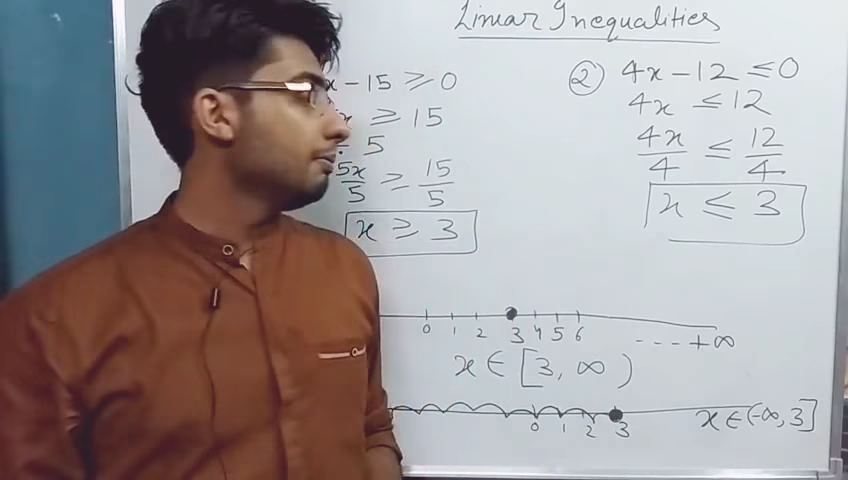 Linear Inequalities
x - 15 ≥ 0
x ≥ 15
÷ 5
5x/5 ≥ 15/5
x ≥ 3
② 4x - 12 ≤ 0
4x ≤ 12
4x/4 ≤ 12/4
x ≤ 3
0 1 2 3 4 5 6 - - - - +∞
x ∈ [3, ∞)
0 1 2 3 x ∈ (-∞, 3]